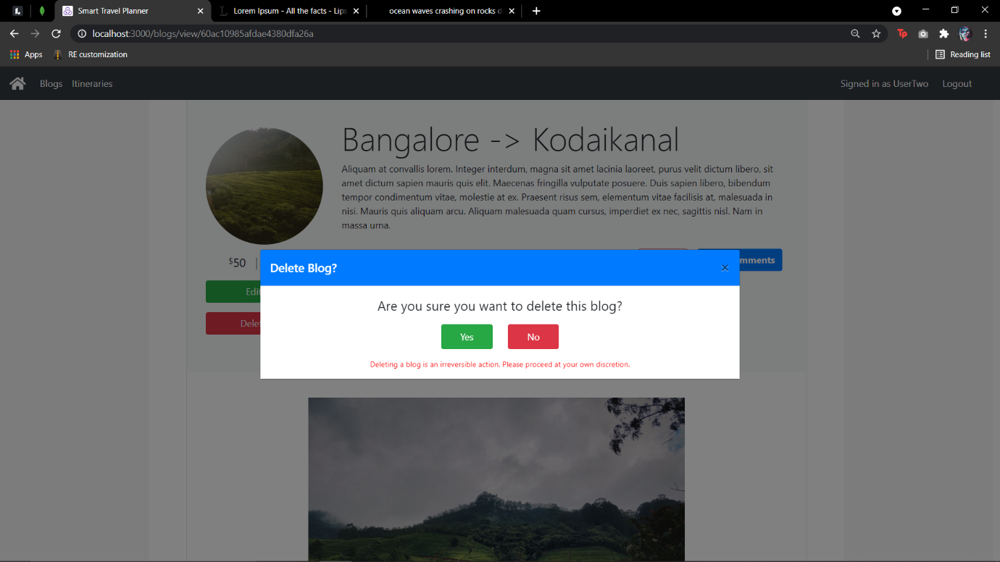 Smart Travel Planner
Lorem Ipsum - All the facts - Lips
ocean waves crashing on rocks d
localhost:3000/blogs/view/60ac10985afdae4380dfa26a
Apps
RE customization
Reading list
Blogs Itineraries
Signed in as UserTwo Logout
Bangalore -> Kodaikanal
Aliquam at convallis lorem. Integer interdum, magna sit amet lacinia laoreet, purus velit dictum libero, sit
amet dictum sapien mauris quis elit. Maecenas fringilla vulputate posuere. Duis sapien libero, bibendum
tempor condimentum vitae, molestie at ex. Praesent risus sem, elementum vitae facilisis at, malesuada in
nisi. Mauris quis aliquam arcu. Aliquam malesuada quam cursus, imperdiet ex nec, sagittis nisl. Nam in
massa urna.
$50 |
mments
Delete Blog?
×
Edit
Are you sure you want to delete this blog?
Dele
Yes
No
Deleting a blog is an irreversible action. Please proceed at your own discretion.